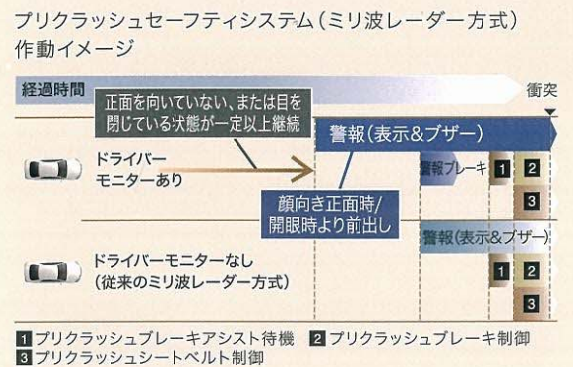 プリクラッシュセーフティシステム(ミリ波レーダー方式)
作動イメージ
経過時間
衝突
正面を向いていない、または目を
閉じている状態が一定以上継続
警報(表示&ブザー)
ドライバー
モニターあり
警報ブレーキ
1
2
3
顔向き正面時/
開眼時より前出し
警報(表示&ブザー)
ドライバーモニターなし
(従来のミリ波レーダー方式)
1
2
3
1 プリクラッシュブレーキアシスト待機 2 プリクラッシュブレーキ制御
3 プリクラッシュシートベルト制御